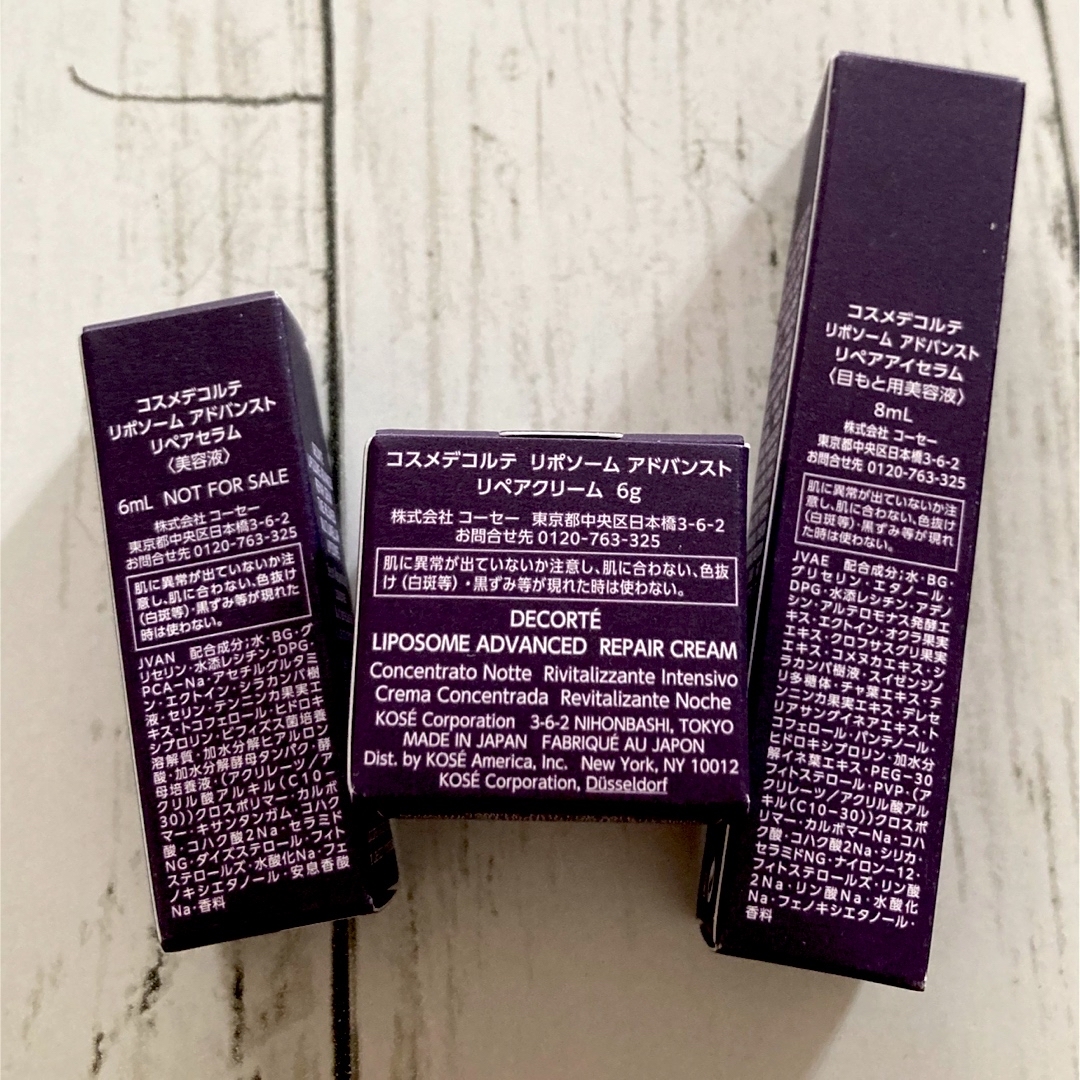 コスメデコルテ
リポソーム アドバンスト
リペアセラム
〈美容液〉
6mL NOT FOR SALE
株式会社 コーセー
東京都中央区日本橋3-6-2
お問合せ先 0120-763-325
肌に異常が出ていないか注
意し、肌に合わない、色抜け
(白斑等)・黒ずみ等が現れた
時は使わない。
JVAN 配合成分;水・BG・グ
リセリン・水添レシチン・DPG・
PCA-Na・アセチルグルタミ
ン・エクトイン・シラカンバ樹
液・セリン・テンニンカ果実エ
キス・トコフェロール・ヒドロキ
シプロリン・ビフィズス菌培養
溶解質・加水分解ヒアルロン
酸・加水分解酵母タンパク・酵
母培養液・(アクリレーツ/ア
クリル酸アルキル(C10-
30))クロスポリマー・カルボ
マー・キサンタンガム・コハク
酸・コハク酸2Na・セラミド
NG・ダイズステロール・フィト
ステロールズ・水酸化Na・フェ
ノキシエタノール・安息香酸
Na・香料
コスメデコルテ リポソーム アドバンスト
リペアクリーム 6g
株式会社 コーセー 東京都中央区日本橋3-6-2
お問合せ先 0120-763-325
肌に異常が出ていないか注意し、肌に合わない、色抜
け(白斑等)・黒ずみ等が現れた時は使わない。
DECORTÉ
LIPOSOME ADVANCED REPAIR CREAM
Concentrato Notte Rivitalizzante Intensivo
Crema Concentrada Revitalizante Noche
KOSÉ Corporation 3-6-2 NIHONBASHI, TOKYO
MADE IN JAPAN FABRIQUÉ AU JAPON
Dist. by KOSÉ America, Inc. New York, NY 10012
KOSÉ Corporation, Düsseldorf
コスメデコルテ
リポソーム アドバンスト
リペアアイセラム
〈目もと用美容液〉
8mL
株式会社 コーセー
東京都中央区日本橋3-6-2
お問合せ先 0120-763-325
肌に異常が出ていないか注
意し、肌に合わない、色抜け
(白斑等)・黒ずみ等が現れ
た時は使わない。
JVAE 配合成分;水・BG・
グリセリン・エタノール・
DPG・水添レシチン・アデノ
シン・アルテロモナス発酵エ
キス・エクトイン・オクラ果実
エキス・クロフサスグリ果実
エキス・コメヌカエキス・シ
ラカンバ樹液・スイゼンジノ
リ多糖体・チャ葉エキス・テ
ンニンカ果実エキス・デレセ
リアサングイネアエキス・ト
コフェロール・パンテノール・
ヒドロキシプロリン・加水分
解イネ葉エキス・PEG-30
フィトステロール・PVP・(ア
クリレーツ/アクリル酸アル
キル(C10-30))クロスポ
リマー・カルボマーNa・コハ
ク酸・コハク酸2Na・シリカ・
セラミドNG・ナイロン-12・
フィトステロールズ・リン酸
2Na・リン酸Na・水酸化
Na・フェノキシエタノール・
香料